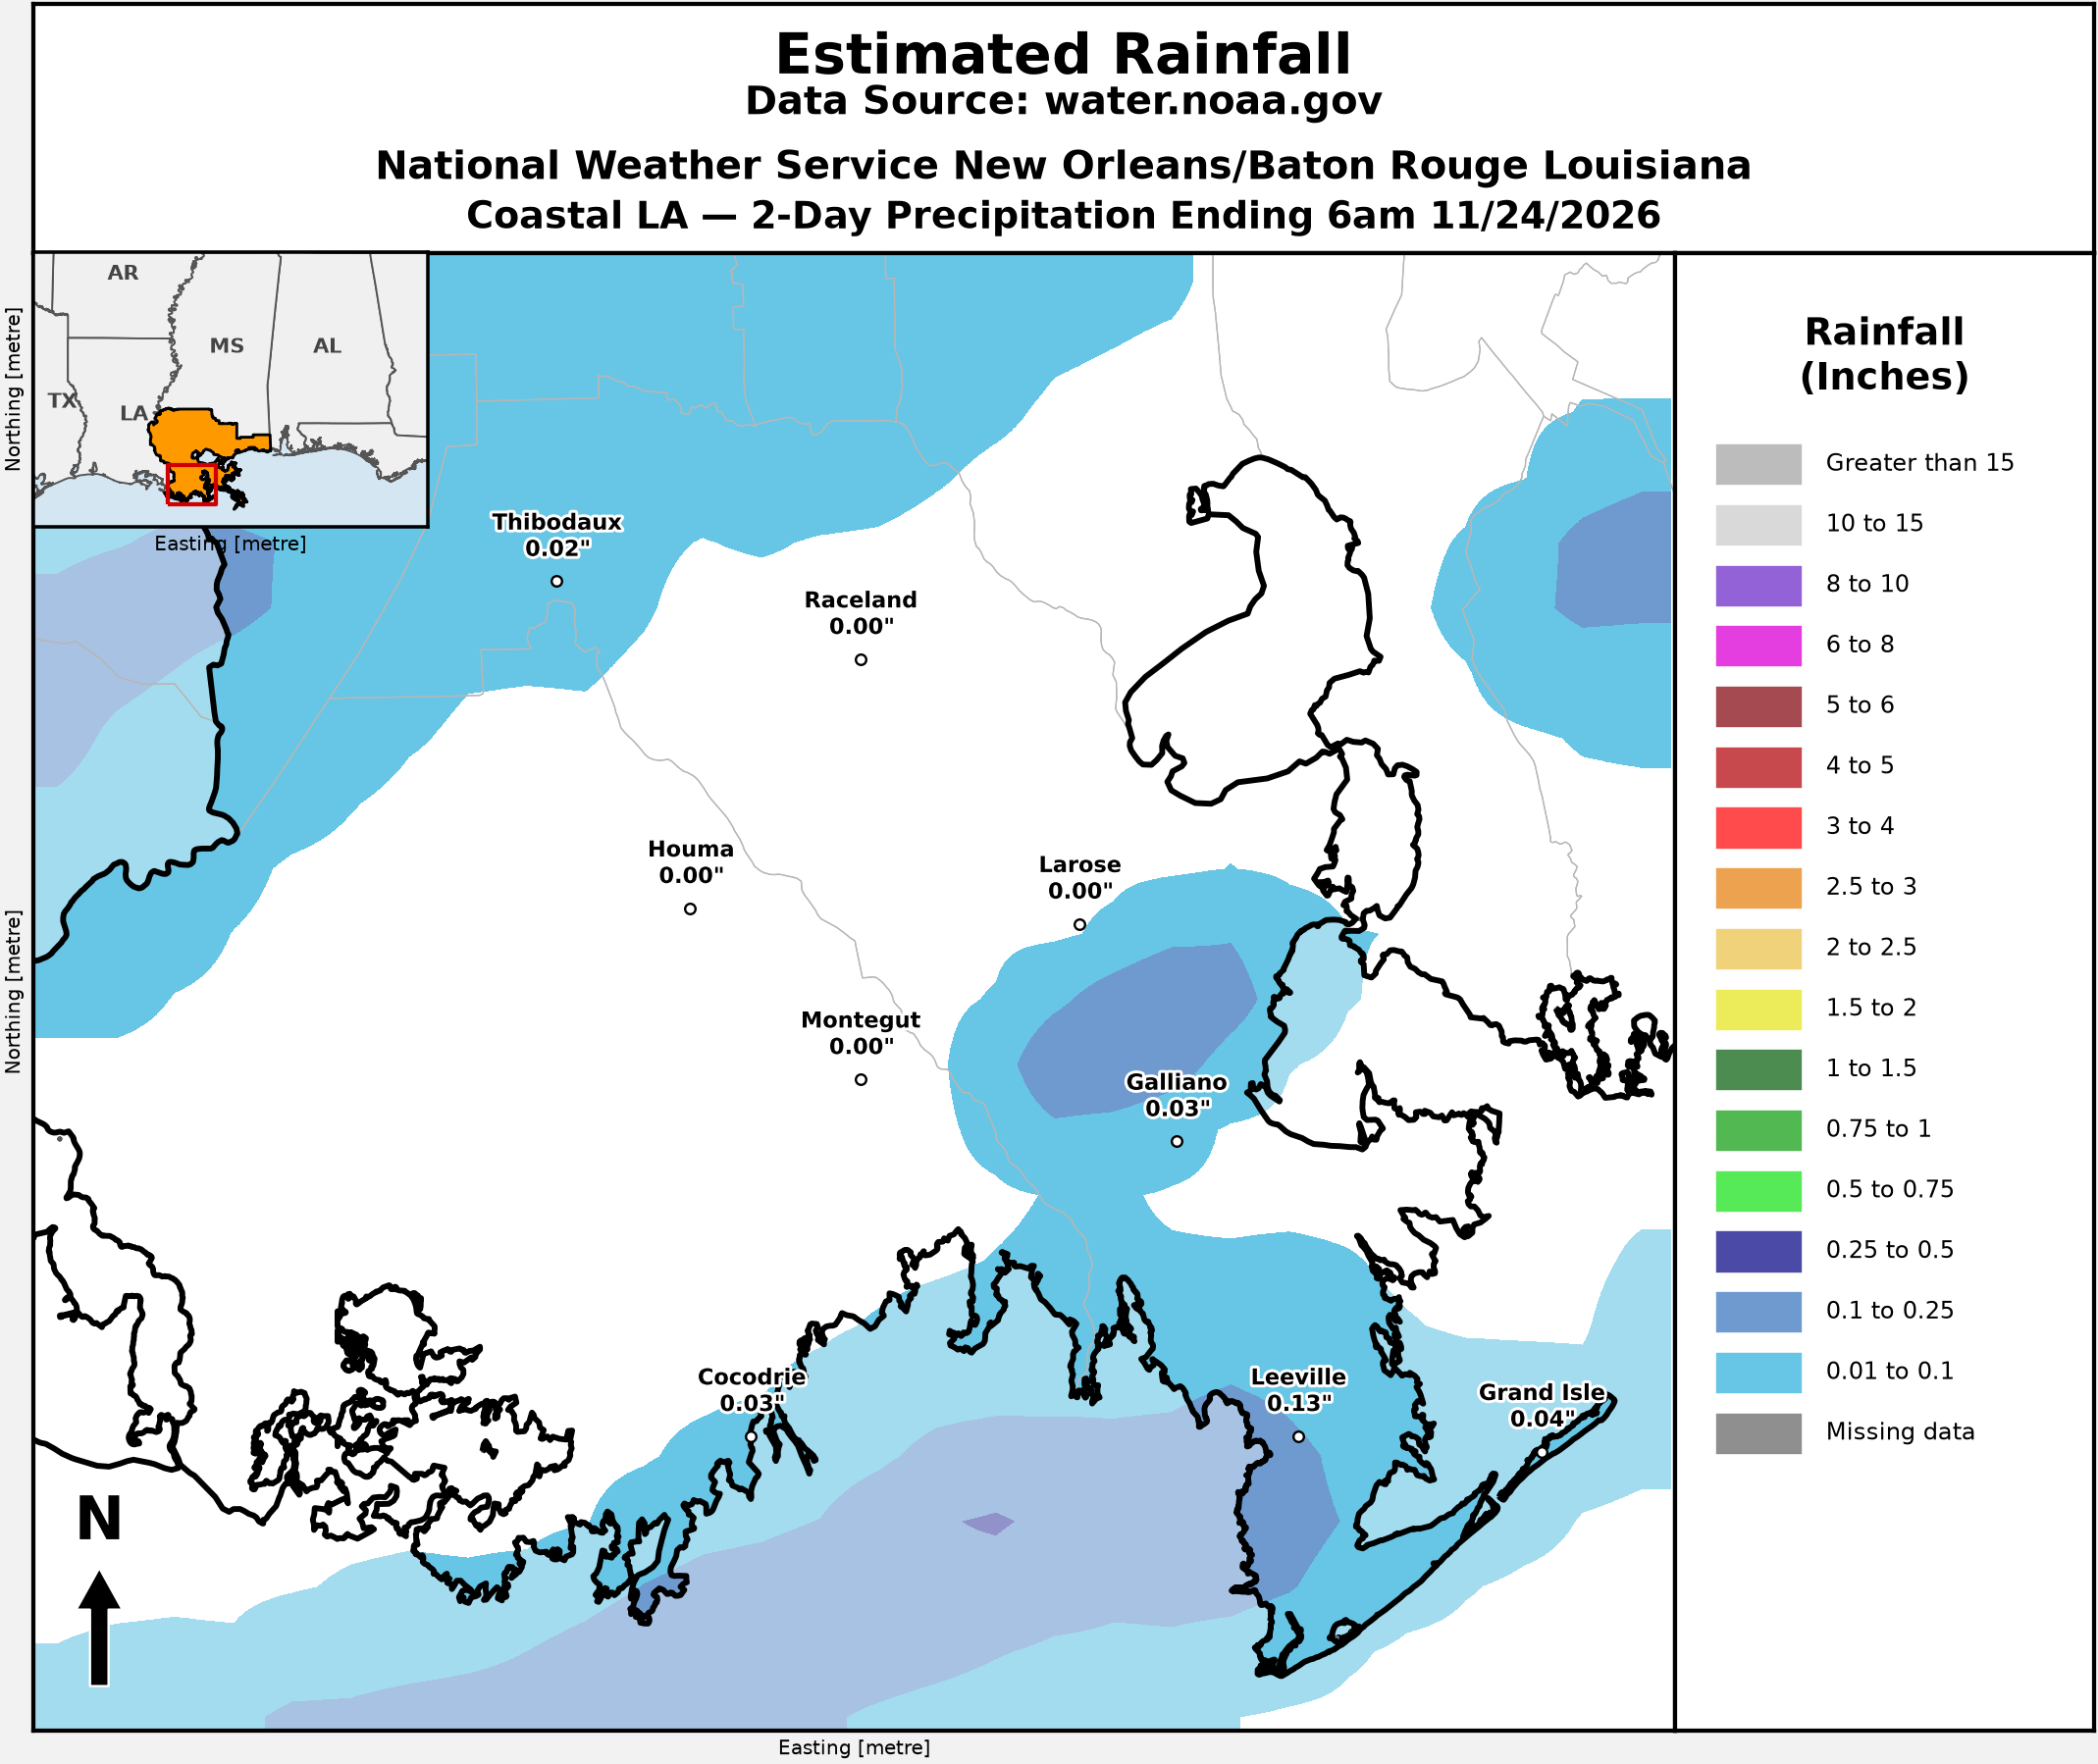 Estimated Rainfall
Data Source: water.noaa.gov
National Weather Service New Orleans/Baton Rouge Louisiana
Coastal LA — 2-Day Precipitation Ending 6am 11/24/2026
Northing [metre]
AR
MS
AL
TX
LA
Easting [metre]
Thibodaux
0.02"
Raceland
0.00"
Houma
0.00"
Larose
0.00"
Northing [metre]
Montegut
0.00"
Galliano
0.03"
Cocodrie
0.03"
Leeville
0.13"
Grand Isle
0.04"
N
Easting [metre]
Rainfall
(Inches)
Greater than 15
10 to 15
8 to 10
6 to 8
5 to 6
4 to 5
3 to 4
2.5 to 3
2 to 2.5
1.5 to 2
1 to 1.5
0.75 to 1
0.5 to 0.75
0.25 to 0.5
0.1 to 0.25
0.01 to 0.1
Missing data